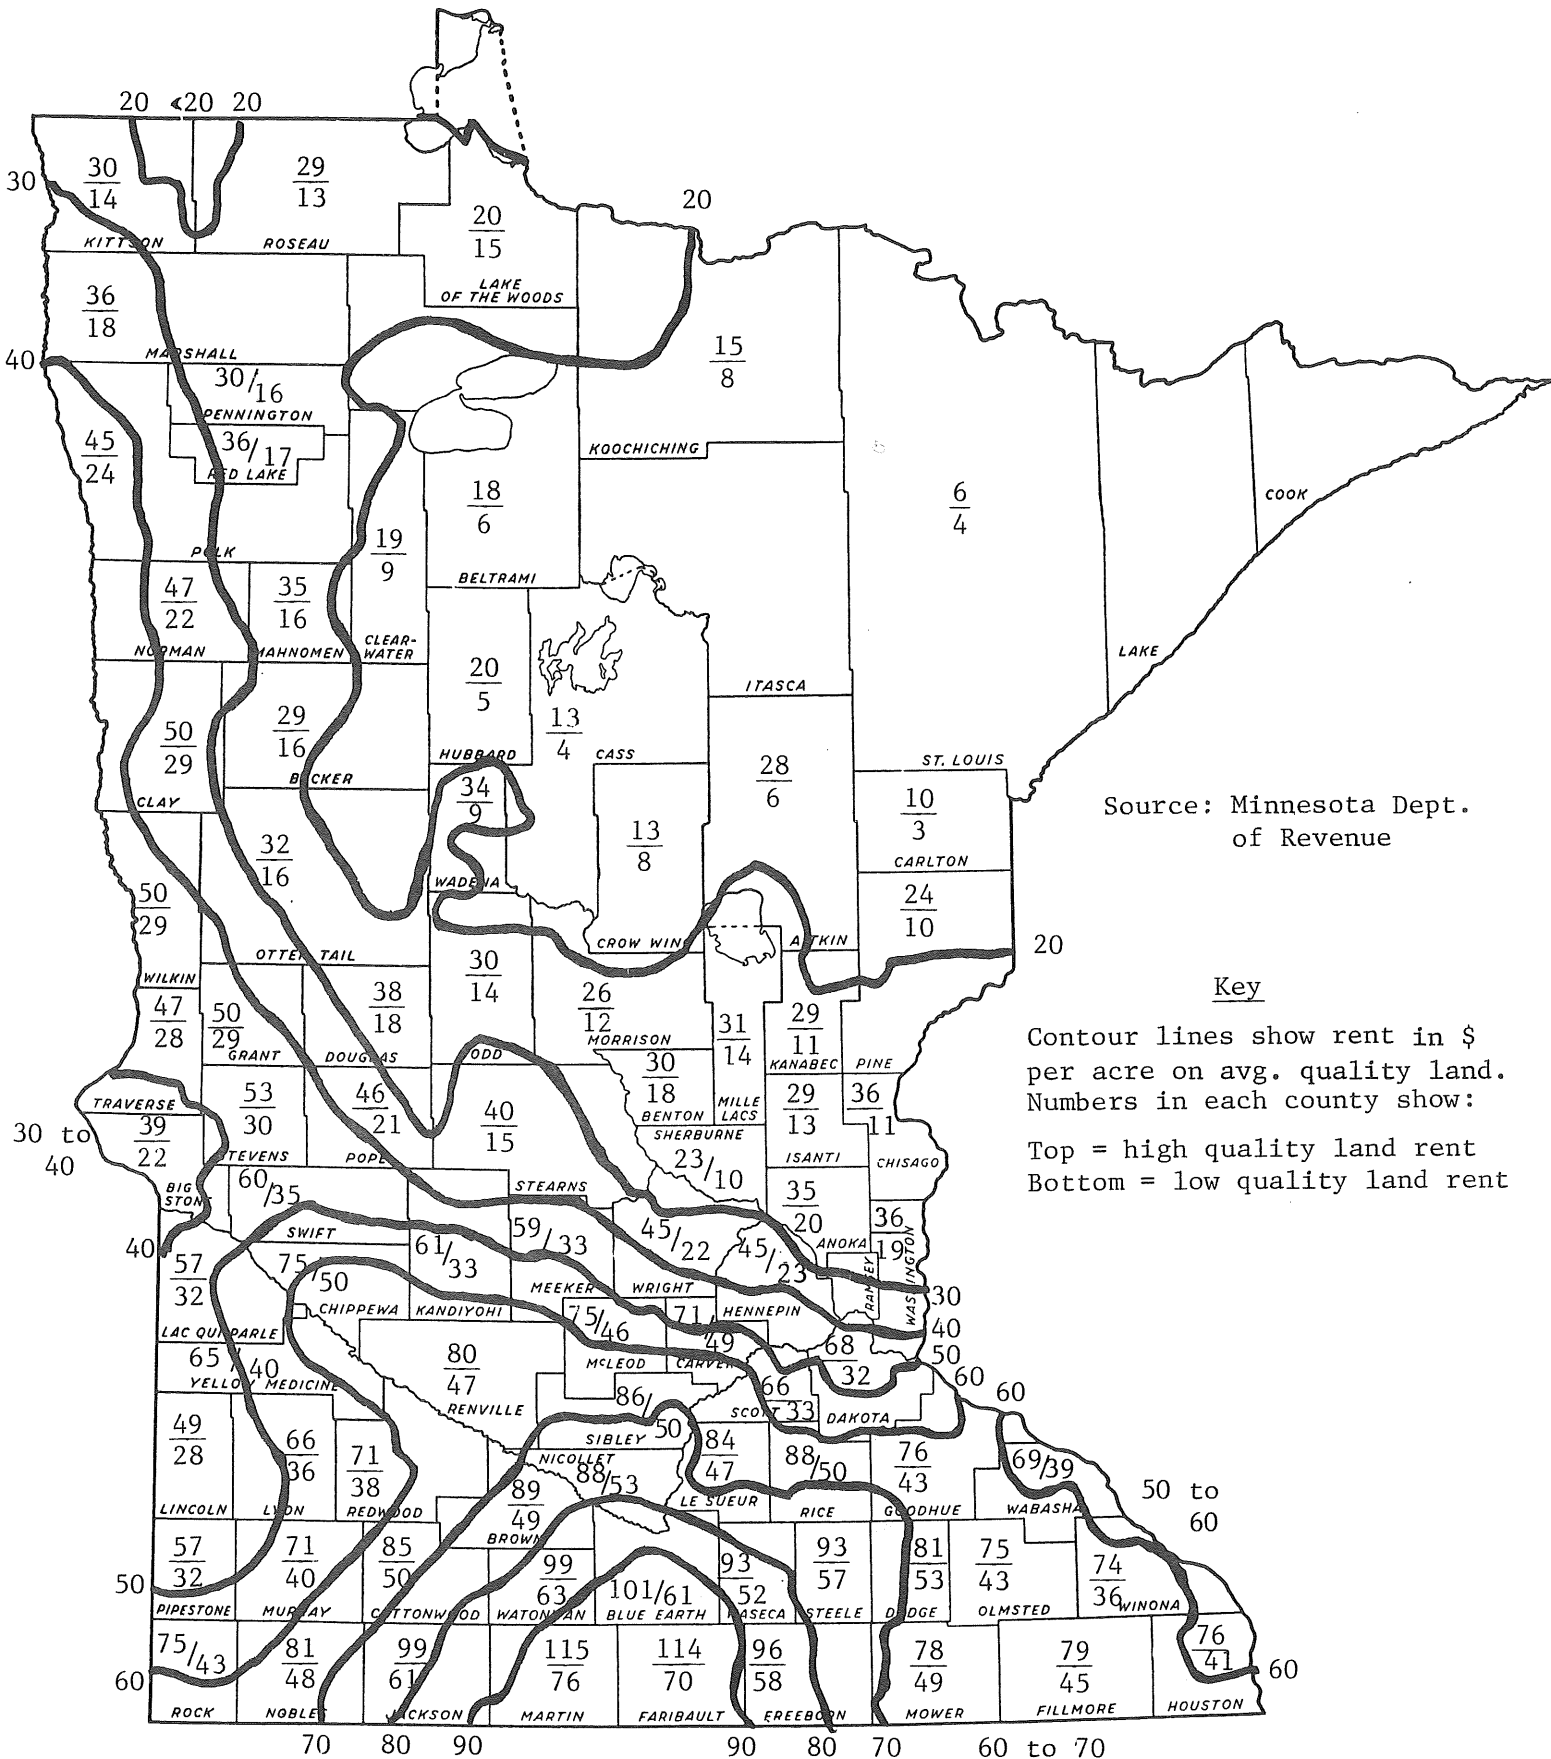 20 <20 20
30
30
14
KITTSON
29
13
ROSEAU
20
15
LAKE
OF THE WOODS
20
36
18
MARSHALL
40
30/16
PENNINGTON
15
8
KOOCHICHING
45
24
36/17
RED LAKE
POLK
18
6
BELTRAMI
6
4
COOK
19
9
CLEAR-
WATER
47
22
NORMAN
35
16
MAHNOMEN
LAKE
20
5
HUBBARD
ITASCA
50
29
CLAY
29
16
BECKER
13
4
CASS
28
6
AITKIN
ST. LOUIS
34
9
WADENA
13
8
CROW WING
10
3
CARLTON
Source: Minnesota Dept.
of Revenue
32
16
OTTER TAIL
50
29
WILKIN
24
10
20
47
28
TRAVERSE
50
29
GRANT
38
18
DOUGLAS
30
14
TODD
26
12
MORRISON
31
14
MILLE
LACS
29
11
KANABEC
PINE
Key
Contour lines show rent in $
per acre on avg. quality land.
Numbers in each county show:
Top = high quality land rent
Bottom = low quality land rent
30 to
40
39
22
BIG
STONE
53
30
STEVENS
46
21
POPE
40
15
STEARNS
30
18
BENTON
SHERBURNE
23/10
29
13
ISANTI
36
11
CHISAGO
40
60/35
SWIFT
35
20
ANOKA
36
19
WASHINGTON
RAMSEY
57
32
LAC QUI PARLE
75/50
CHIPPEWA
61/33
KANDIYOHI
59/33
MEEKER
45/22
WRIGHT
45/23
HENNEPIN
30
40
50
60
60
65/40
YELLOW MEDICINE
80
47
RENVILLE
75/46
McLEOD
71/49
CARVER
68
32
DAKOTA
66
33
SCOTT
49
28
LINCOLN
66
36
LYON
71
38
REDWOOD
86/50
SIBLEY
NICOLLET
88/53
84
47
LE SUEUR
88/50
RICE
76
43
GOODHUE
69/39
WABASHA
50 to
60
89
49
BROWN
50
57
32
PIPESTONE
71
40
MURRAY
85
50
COTTONWOOD
99
63
WATONWAN
101/61
BLUE EARTH
93
52
WASECA
93
57
STEELE
81
53
DODGE
75
43
OLMSTED
74
36
WINONA
60
75/43
ROCK
81
48
NOBLES
99
61
JACKSON
115
76
MARTIN
114
70
FARIBAULT
96
58
FREEBORN
78
49
MOWER
79
45
FILLMORE
76
41
HOUSTON
60
70 80 90 90 80 70 60 to 70